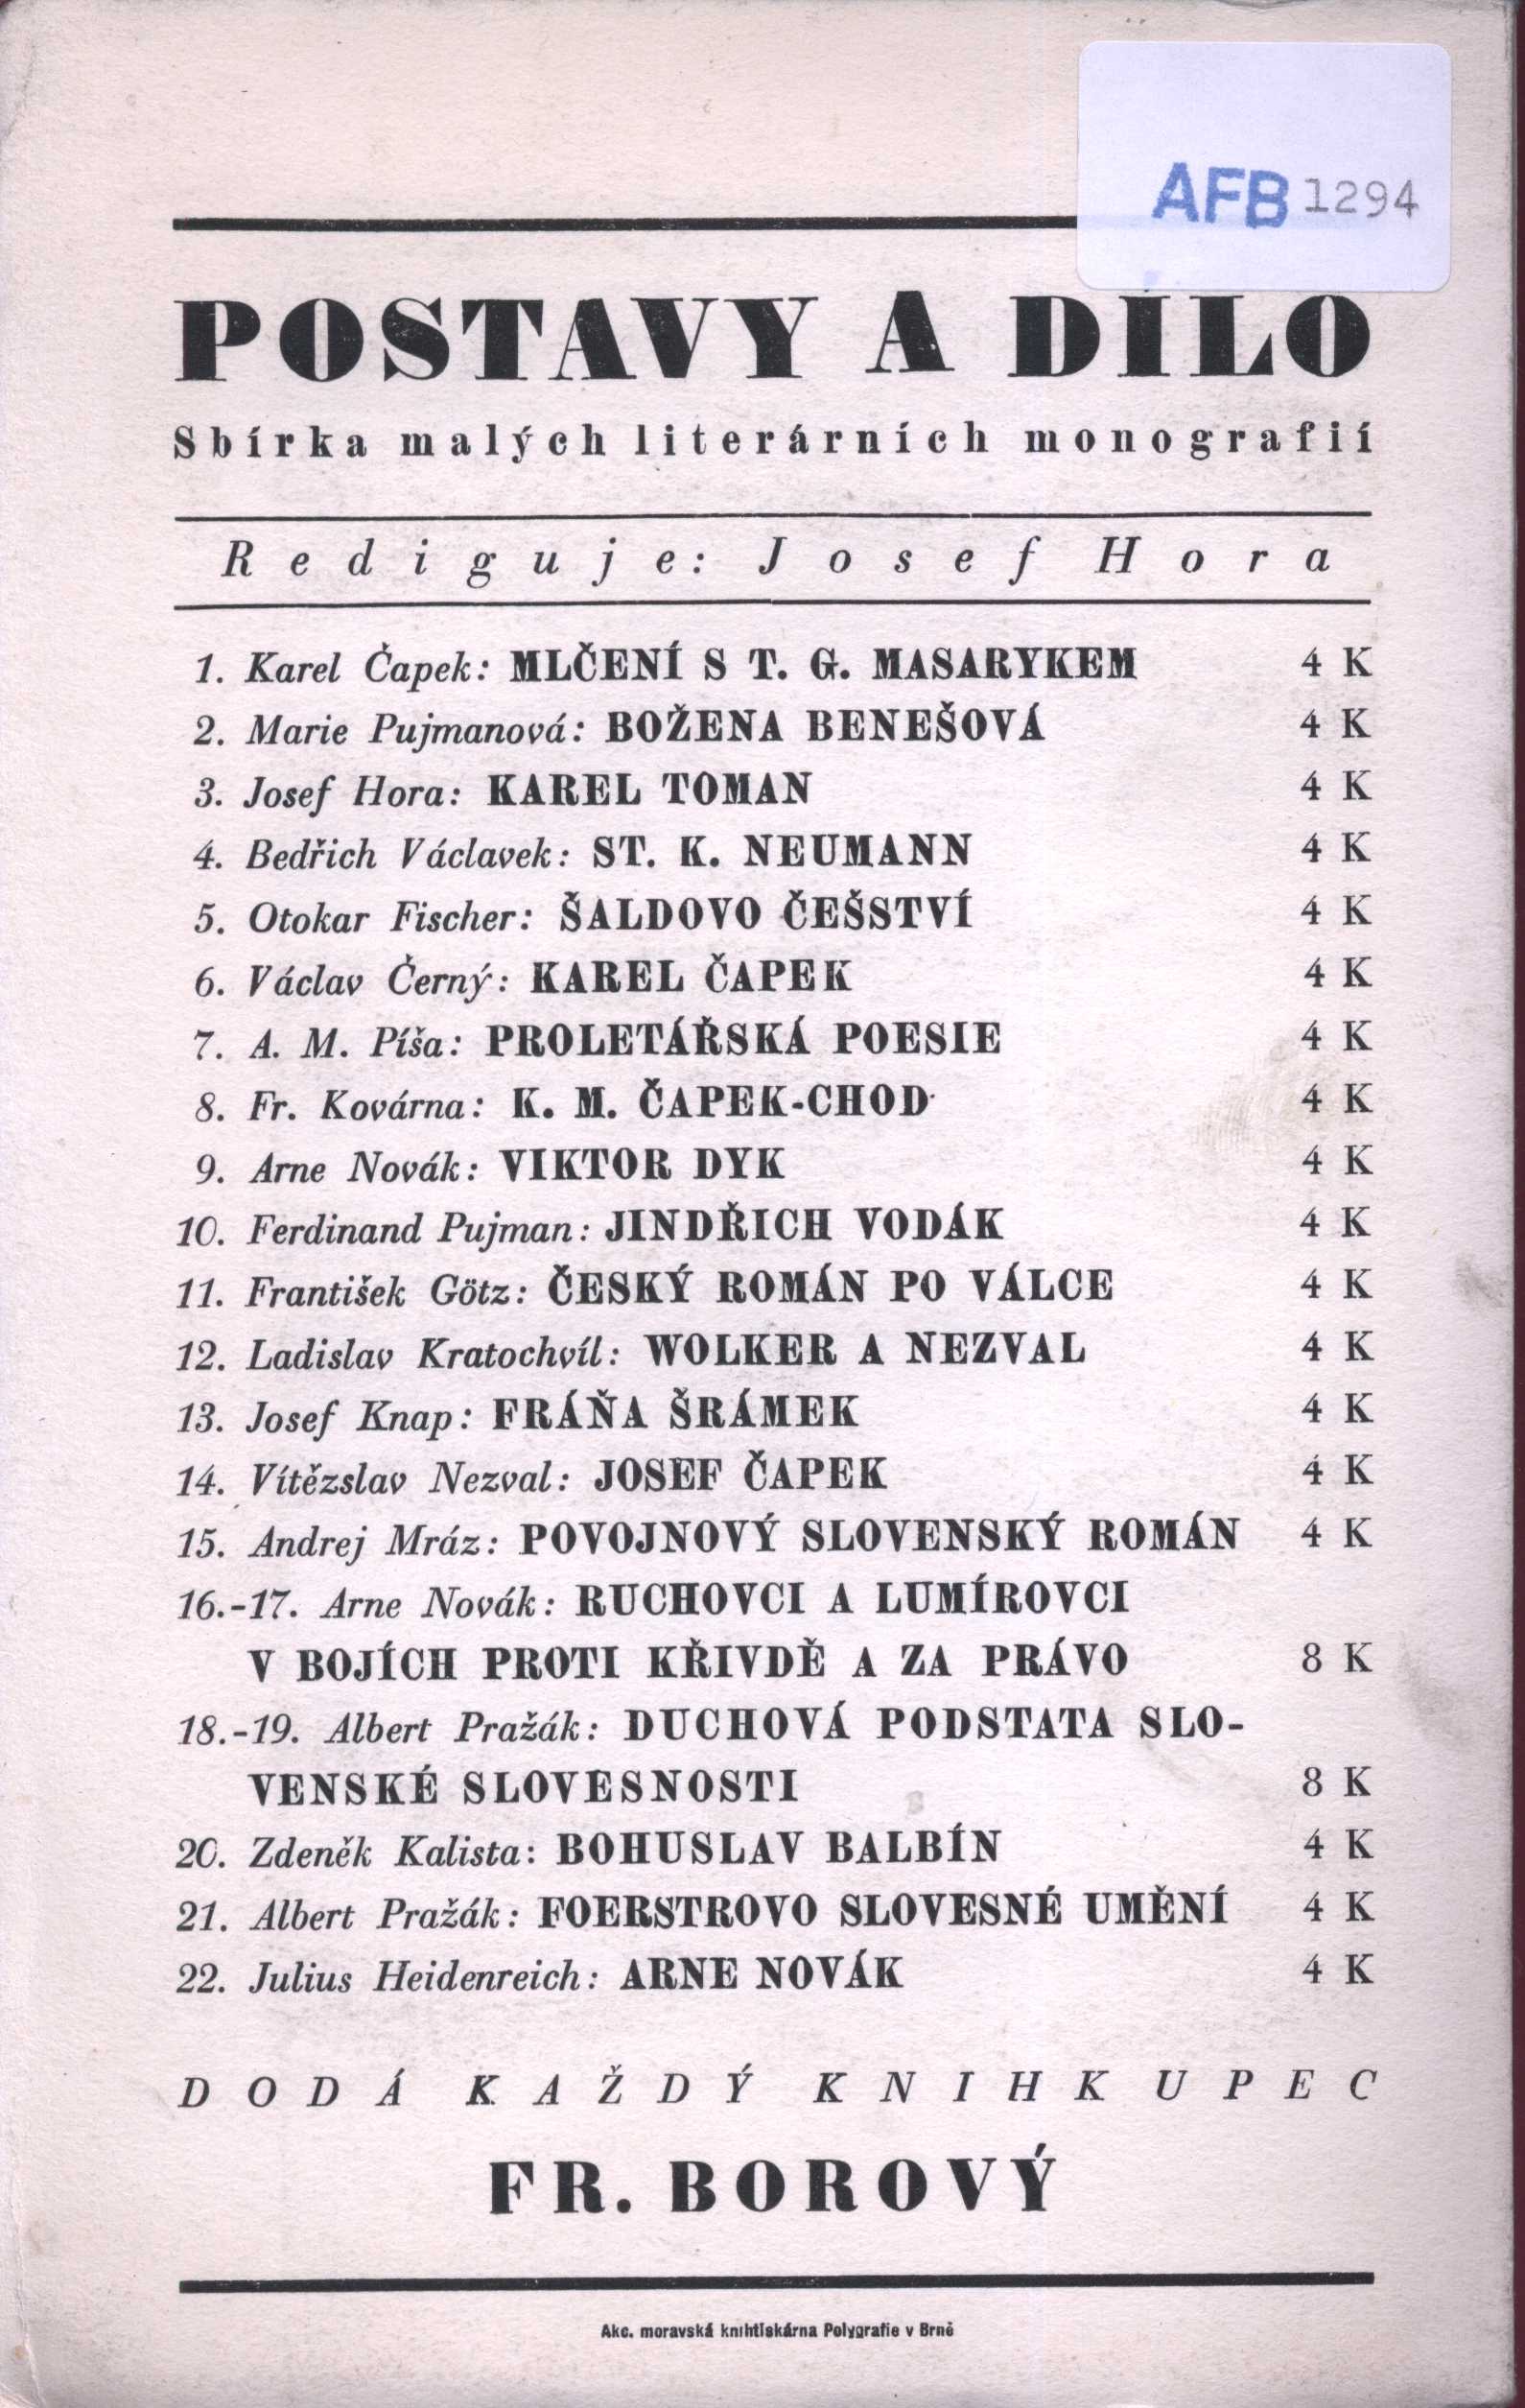 AFB 1294
POSTAVY A DÍLO
Sbírka malých literárních monografií
Rediguje: Josef Hora
1. Karel Čapek: MLČENÍ S T. G. MASARYKEM 4 K
2. Marie Pujmanová: BOŽENA BENEŠOVÁ 4 K
3. Josef Hora: KAREL TOMAN 4 K
4. Bedřich Václavek: ST. K. NEUMANN 4 K
5. Otokar Fischer: ŠALDOVO ČEŠSTVÍ 4 K
6. Václav Černý: KAREL ČAPEK 4 K
7. A. M. Píša: PROLETÁŘSKÁ POESIE 4 K
8. Fr. Kovárna: K. M. ČAPEK-CHOD 4 K
9. Arne Novák: VIKTOR DYK 4 K
10. Ferdinand Pujman: JINDŘICH VODÁK 4 K
11. František Götz: ČESKÝ ROMÁN PO VÁLCE 4 K
12. Ladislav Kratochvíl: WOLKER A NEZVAL 4 K
13. Josef Knap: FRÁŇA ŠRÁMEK 4 K
14. Vítězslav Nezval: JOSEF ČAPEK 4 K
15. Andrej Mráz: POVOJNOVÝ SLOVENSKÝ ROMÁN 4 K
16.-17. Arne Novák: RUCHOVCI A LUMÍROVCI
V BOJÍCH PROTI KŘIVDĚ A ZA PRÁVO 8 K
18.-19. Albert Pražák: DUCHOVÁ PODSTATA SLO-
VENSKÉ SLOVESNOSTI 8 K
20. Zdeněk Kalista: BOHUSLAV BALBÍN 4 K
21. Albert Pražák: FOERSTROVO SLOVESNÉ UMĚNÍ 4 K
22. Julius Heidenreich: ARNE NOVÁK 4 K
DODÁ KAŽDÝ KNIHKUPEC
FR. BOROVÝ
Akc. moravská knihtiskárna Polygrafie v Brně